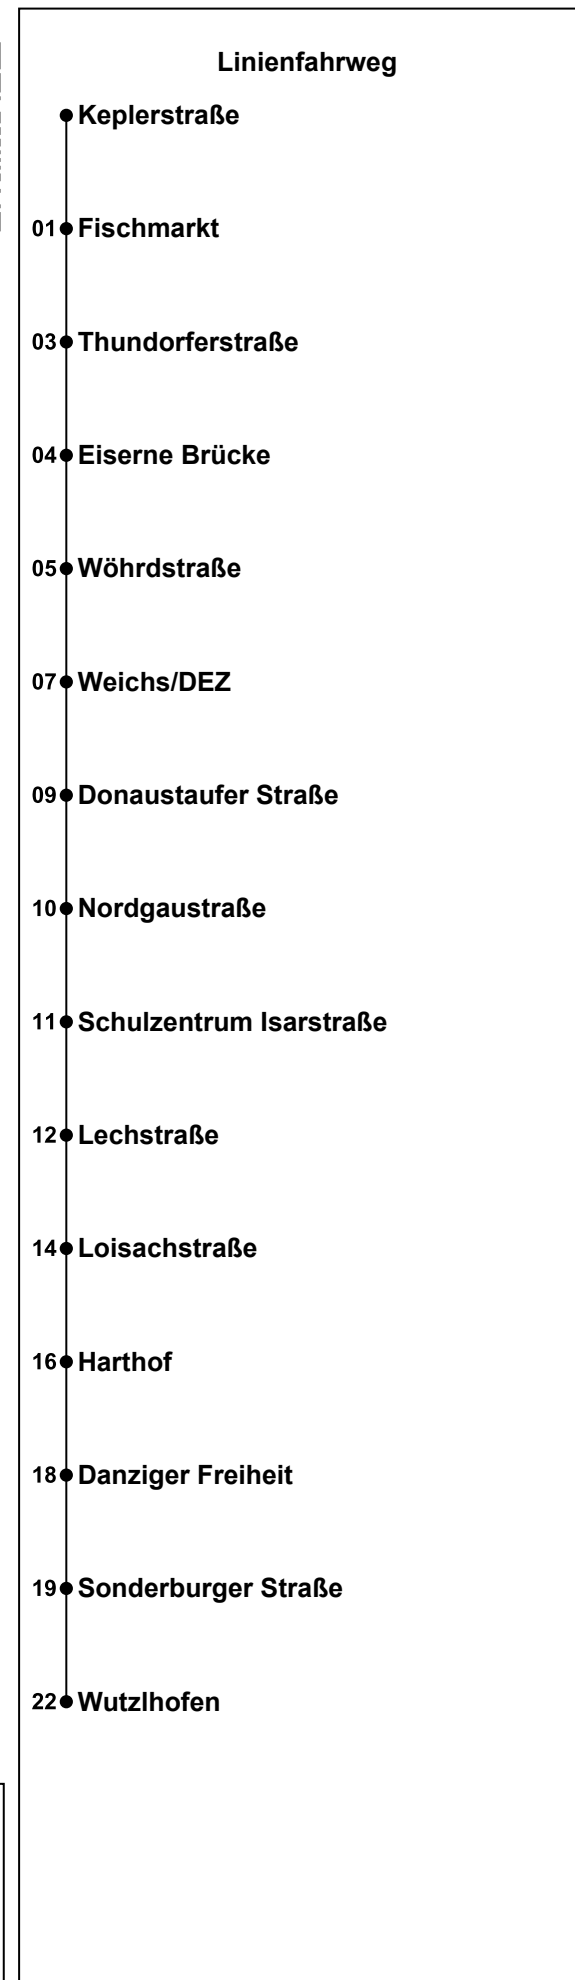 Linienfahrweg
Keplerstraße
01 Fischmarkt
03 Thundorferstraße
04 Eiserne Brücke
05 Wöhrdstraße
07 Weichs/DEZ
09 Donaustaufer Straße
10 Nordgaustraße
11 Schulzentrum Isarstraße
12 Lechstraße
14 Loisachstraße
16 Harthof
18 Danziger Freiheit
19 Sonderburger Straße
22 Wutzlhofen